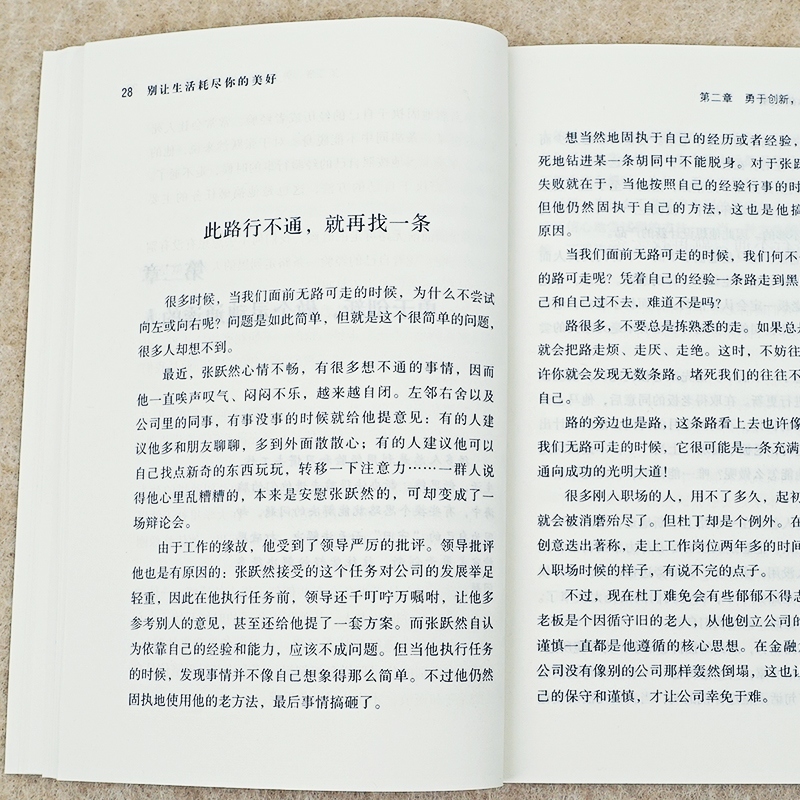 28 别让生活耗尽你的美好
此路行不通，就再找一条
很多时候，当我们面前无路可走的时候，为什么不尝试
向左或向右呢？问题是如此简单，但就是这个很简单的问题，
很多人却想不到。
最近，张跃然心情不畅，有很多想不通的事情，因而
他一直唉声叹气、闷闷不乐，越来越自闭。左邻右舍以及
公司里的同事，有事没事的时候就给他提意见：有的人建
议他多和朋友聊聊，多到外面散散心；有的人建议他可以
自己找点新奇的东西玩玩，转移一下注意力……一群人说
得他心里乱糟糟的，本来是安慰张跃然的，可却变成了一
场辩论会。
由于工作的缘故，他受到了领导严厉的批评。领导批评
他也是有原因的：张跃然接受的这个任务对公司的发展举足
轻重，因此在他执行任务前，领导还千叮咛万嘱咐，让他多
参考别人的意见，甚至还给他提了一套方案。而张跃然自认
为依靠自己的经验和能力，应该不成问题。但当他执行任务
的时候，发现事情并不像自己想象得那么简单。不过他仍然
固执地使用他的老方法，最后事情搞砸了。
第二章 勇于创新，
想当然地固执于自己的经历或者经验，
死地钻进某一条胡同中不能脱身。对于张跃
失败就在于，当他按照自己的经验行事的时
但他仍然固执于自己的方法，这也是他搞
原因。
当我们面前无路可走的时候，我们何不
的路可走呢？凭着自己的经验一条路走到黑
己和自己过不去，难道不是吗？
路很多，不要总是拣熟悉的走。如果总
就会把路走烦、走厌、走绝。这时，不妨往
许你就会发现无数条路。堵死我们的往往不
自己。
路的旁边也是路，这条路看上去也许像
我们无路可走的时候，它很可能是一条充满
通向成功的光明大道！
很多刚入职场的人，用不了多久，起初
就会被消磨殆尽了。但杜丁却是个例外。在
创意迭出著称，走上工作岗位两年多的时间
入职场时候的样子，有说不完的点子。
不过，现在杜丁难免会有些郁郁不得志
老板是个因循守旧的老人，从他创立公司的
谨慎一直都是他遵循的核心思想。在金融
公司没有像别的公司那样轰然倒塌，这也让
己的保守和谨慎，才让公司幸免于难。